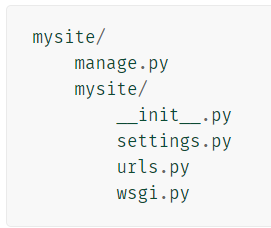 mysite/
    manage.py
    mysite/
        __init__.py
        settings.py
        urls.py
        wsgi.py